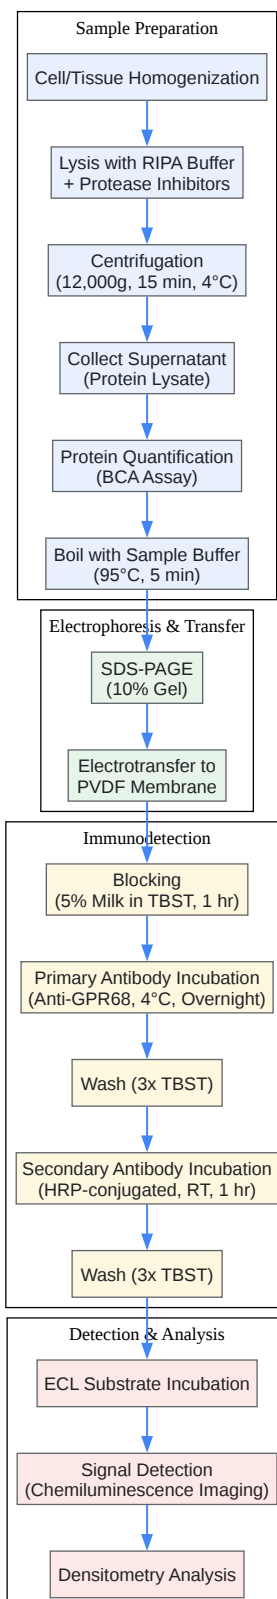 Sample Preparation
Cell/Tissue Homogenization
Lysis with RIPA Buffer
+ Protease Inhibitors
Centrifugation
(12,000g, 15 min, 4°C)
Collect Supernatant
(Protein Lysate)
Protein Quantification
(BCA Assay)
Boil with Sample Buffer
(95°C, 5 min)
Electrophoresis & Transfer
SDS-PAGE
(10% Gel)
Electrotransfer to
PVDF Membrane
Immunodetection
Blocking
(5% Milk in TBST, 1 hr)
Primary Antibody Incubation
(Anti-GPR68, 4°C, Overnight)
Wash (3x TBST)
Secondary Antibody Incubation
(HRP-conjugated, RT, 1 hr)
Wash (3x TBST)
Detection & Analysis
ECL Substrate Incubation
Signal Detection
(Chemiluminescence Imaging)
Densitometry Analysis